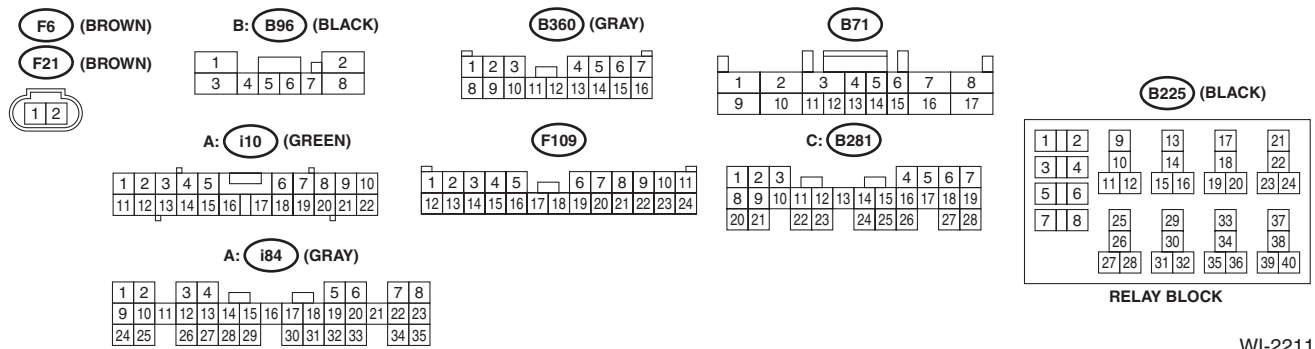 F6 (BROWN)
F21 (BROWN)
1 2
B: B96 (BLACK)
1 2
3 4 5 6 7 8
B360 (GRAY)
1 2 3 4 5 6 7
8 9 10 11 12 13 14 15 16
B71
1 2 3 4 5 6 7 8
9 10 11 12 13 14 15 16 17
A: i10 (GREEN)
1 2 3 4 5 6 7 8 9 10
11 12 13 14 15 16 17 18 19 20 21 22
F109
1 2 3 4 5 6 7 8 9 10 11
12 13 14 15 16 17 18 19 20 21 22 23 24
C: B281
1 2 3 4 5 6 7
8 9 10 11 12 13 14 15 16 17 18 19
20 21 22 23 24 25 26 27 28
A: i84 (GRAY)
1 2 3 4 5 6 7 8
9 10 11 12 13 14 15 16 17 18 19 20 21 22 23
24 25 26 27 28 29 30 31 32 33 34 35
B225 (BLACK)
1 2 9 13 17 21
3 4 10 14 18 22
5 6 11 12 15 16 19 20 23 24
7 8 25 29 33 37
26 30 34 38
27 28 31 32 35 36 39 40
RELAY BLOCK
WI-2211